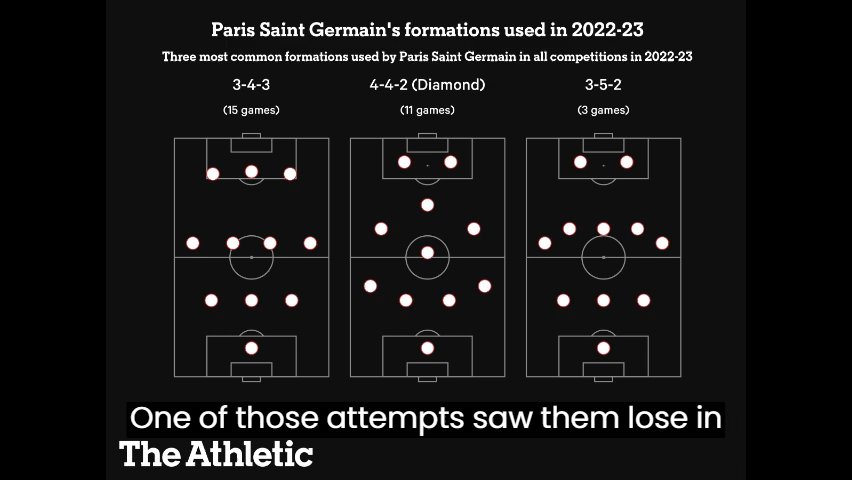 Paris Saint Germain's formations used in 2022-23
Three most common formations used by Paris Saint Germain in all competitions in 2022-23
3-4-3
4-4-2 (Diamond)
3-5-2
(15 games)
(11 games)
(3 games)
One of those attempts saw them lose in
The Athletic